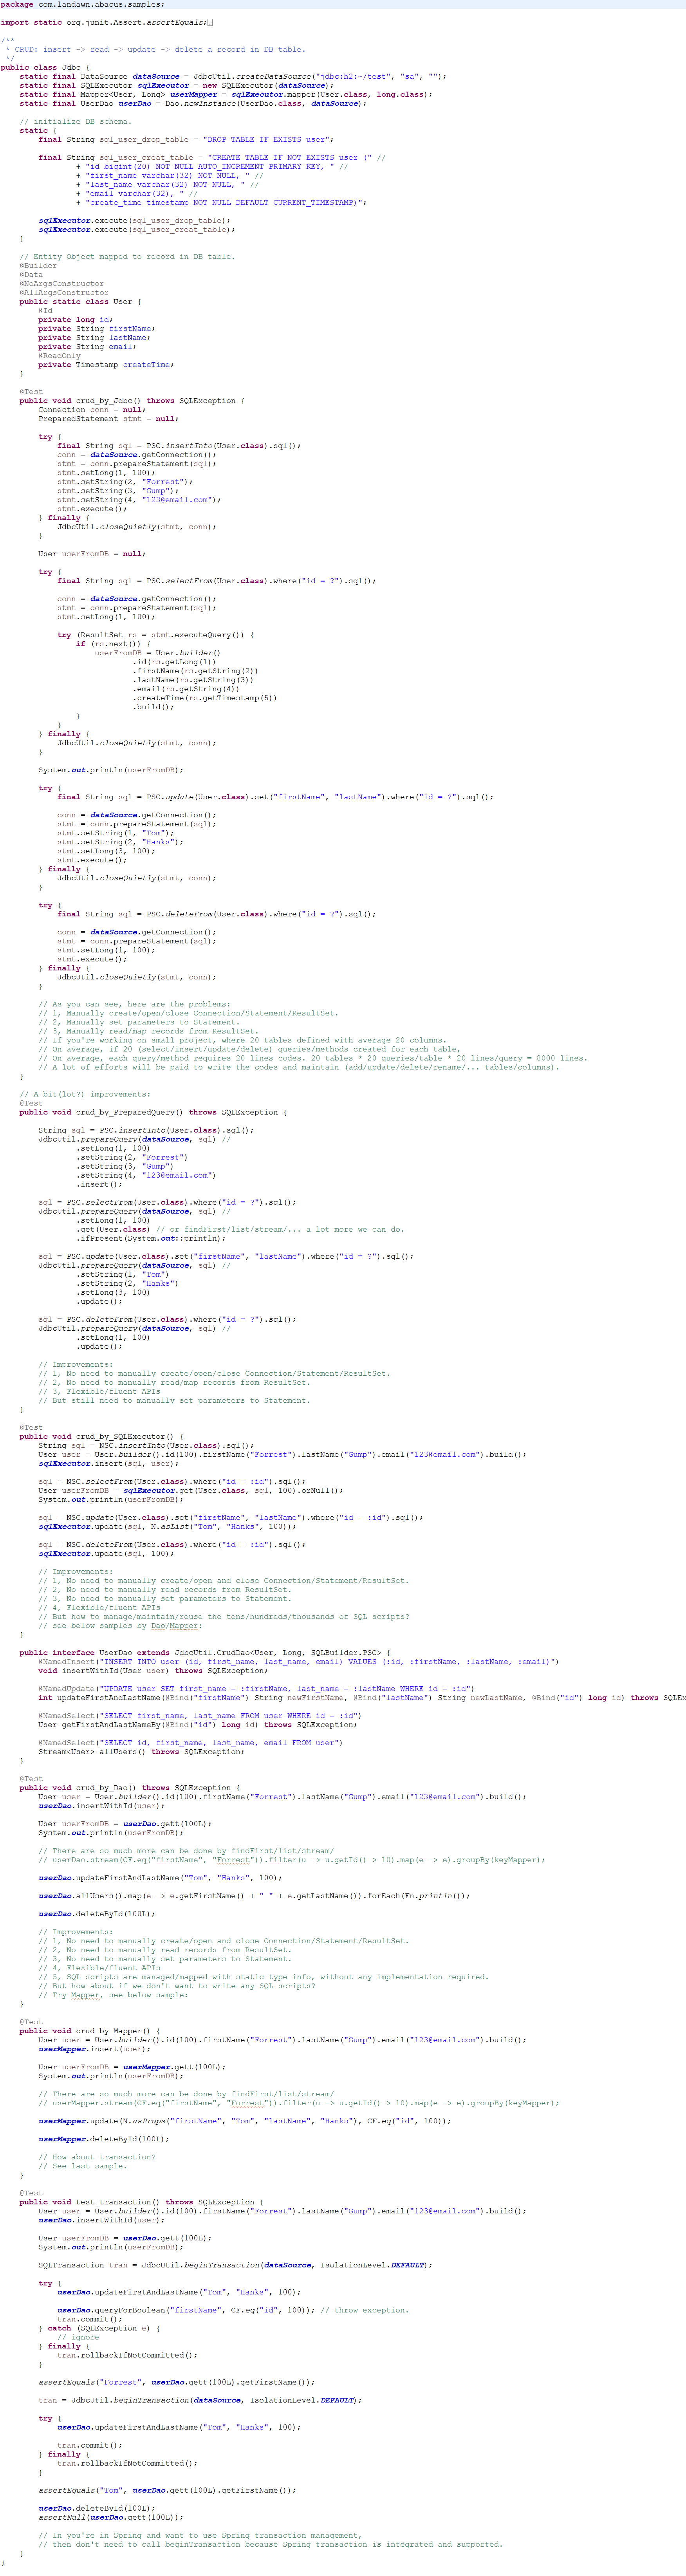 package com.landawn.abacus.samples;

import static org.junit.Assert.assertEquals;

/**
 * CRUD: insert -> read -> update -> delete a record in DB table.
 */
public class Jdbc {
    static final DataSource dataSource = JdbcUtil.createDataSource("jdbc:h2:~/test", "sa", "");
    static final SQLExecutor sqlExecutor = new SQLExecutor(dataSource);
    static final Mapper<User, Long> userMapper = sqlExecutor.mapper(User.class, long.class);
    static final UserDao userDao = Dao.newInstance(UserDao.class, dataSource);

    // initialize DB schema.
    static {
        final String sql_user_drop_table = "DROP TABLE IF EXISTS user";

        final String sql_user_creat_table = "CREATE TABLE IF NOT EXISTS user (" //
                + "id bigint(20) NOT NULL AUTO_INCREMENT PRIMARY KEY, " //
                + "first_name varchar(32) NOT NULL, " //
                + "last_name varchar(32) NOT NULL, " //
                + "email varchar(32), " //
                + "create_time timestamp NOT NULL DEFAULT CURRENT_TIMESTAMP)";

        sqlExecutor.execute(sql_user_drop_table);
        sqlExecutor.execute(sql_user_creat_table);
    }

    // Entity Object mapped to record in DB table.
    @Builder
    @Data
    @NoArgsConstructor
    @AllArgsConstructor
    public static class User {
        @Id
        private long id;
        private String firstName;
        private String lastName;
        private String email;
        @ReadOnly
        private Timestamp createTime;
    }

    @Test
    public void crud_by_Jdbc() throws SQLException {
        Connection conn = null;
        PreparedStatement stmt = null;

        try {
            final String sql = PSC.insertInto(User.class).sql();
            conn = dataSource.getConnection();
            stmt = conn.prepareStatement(sql);
            stmt.setLong(1, 100);
            stmt.setString(2, "Forrest");
            stmt.setString(3, "Gump");
            stmt.setString(4, "123@email.com");
            stmt.execute();
        } finally {
            JdbcUtil.closeQuietly(stmt, conn);
        }

        User userFromDB = null;

        try {
            final String sql = PSC.selectFrom(User.class).where("id = ?").sql();

            conn = dataSource.getConnection();
            stmt = conn.prepareStatement(sql);
            stmt.setLong(1, 100);

            try (ResultSet rs = stmt.executeQuery()) {
                if (rs.next()) {
                    userFromDB = User.builder()
                            .id(rs.getLong(1))
                            .firstName(rs.getString(2))
                            .lastName(rs.getString(3))
                            .email(rs.getString(4))
                            .createTime(rs.getTimestamp(5))
                            .build();
                }
            }
        } finally {
            JdbcUtil.closeQuietly(stmt, conn);
        }

        System.out.println(userFromDB);

        try {
            final String sql = PSC.update(User.class).set("firstName", "lastName").where("id = ?").sql();

            conn = dataSource.getConnection();
            stmt = conn.prepareStatement(sql);
            stmt.setString(1, "Tom");
            stmt.setString(2, "Hanks");
            stmt.setLong(3, 100);
            stmt.execute();
        } finally {
            JdbcUtil.closeQuietly(stmt, conn);
        }

        try {
            final String sql = PSC.deleteFrom(User.class).where("id = ?").sql();

            conn = dataSource.getConnection();
            stmt = conn.prepareStatement(sql);
            stmt.setLong(1, 100);
            stmt.execute();
        } finally {
            JdbcUtil.closeQuietly(stmt, conn);
        }

        // As you can see, here are the problems:
        // 1, Manually create/open/close Connection/Statement/ResultSet.
        // 2, Manually set parameters to Statement.
        // 3, Manually read/map records from ResultSet.
        // If you're working on small project, where 20 tables defined with average 20 columns.
        // On average, if 20 (select/insert/update/delete) queries/methods created for each table,
        // On average, each query/method requires 20 lines codes. 20 tables * 20 queries/table * 20 lines/query = 8000 lines.
        // A lot of efforts will be paid to write the codes and maintain (add/update/delete/rename/... tables/columns).
    }

    // A bit(lot?) improvements:
    @Test
    public void crud_by_PreparedQuery() throws SQLException {

        String sql = PSC.insertInto(User.class).sql();
        JdbcUtil.prepareQuery(dataSource, sql) //
                .setLong(1, 100)
                .setString(2, "Forrest")
                .setString(3, "Gump")
                .setString(4, "123@email.com")
                .insert();

        sql = PSC.selectFrom(User.class).where("id = ?").sql();
        JdbcUtil.prepareQuery(dataSource, sql) //
                .setLong(1, 100)
                .get(User.class) // or findFirst/list/stream/... a lot more we can do.
                .ifPresent(System.out::println);

        sql = PSC.update(User.class).set("firstName", "lastName").where("id = ?").sql();
        JdbcUtil.prepareQuery(dataSource, sql) //
                .setString(1, "Tom")
                .setString(2, "Hanks")
                .setLong(3, 100)
                .update();

        sql = PSC.deleteFrom(User.class).where("id = ?").sql();
        JdbcUtil.prepareQuery(dataSource, sql) //
                .setLong(1, 100)
                .update();

        // Improvements:
        // 1, No need to manually create/open/close Connection/Statement/ResultSet.
        // 2, No need to manually read/map records from ResultSet.
        // 3, Flexible/fluent APIs
        // But still need to manually set parameters to Statement.
    }

    @Test
    public void crud_by_SQLExecutor() {
        String sql = NSC.insertInto(User.class).sql();
        User user = User.builder().id(100).firstName("Forrest").lastName("Gump").email("123@email.com").build();
        sqlExecutor.insert(sql, user);

        sql = NSC.selectFrom(User.class).where("id = :id").sql();
        User userFromDB = sqlExecutor.get(User.class, sql, 100).orNull();
        System.out.println(userFromDB);

        sql = NSC.update(User.class).set("firstName", "lastName").where("id = :id").sql();
        sqlExecutor.update(sql, N.asList("Tom", "Hanks", 100));

        sql = NSC.deleteFrom(User.class).where("id = :id").sql();
        sqlExecutor.update(sql, 100);

        // Improvements:
        // 1, No need to manually create/open and close Connection/Statement/ResultSet.
        // 2, No need to manually read records from ResultSet.
        // 3, No need to manually set parameters to Statement.
        // 4, Flexible/fluent APIs
        // But how to manage/maintain/reuse the tens/hundreds/thousands of SQL scripts?
        // see below samples by Dao/Mapper:
    }

    public interface UserDao extends JdbcUtil.CrudDao<User, Long, SQLBuilder.PSC> {
        @NamedInsert("INSERT INTO user (id, first_name, last_name, email) VALUES (:id, :firstName, :lastName, :email)")
        void insertWithId(User user) throws SQLException;

        @NamedUpdate("UPDATE user SET first_name = :firstName, last_name = :lastName WHERE id = :id")
        int updateFirstAndLastName(@Bind("firstName") String newFirstName, @Bind("lastName") String newLastName, @Bind("id") long id) throws SQLEx

        @NamedSelect("SELECT first_name, last_name FROM user WHERE id = :id")
        User getFirstAndLastNameBy(@Bind("id") long id) throws SQLException;

        @NamedSelect("SELECT id, first_name, last_name, email FROM user")
        Stream<User> allUsers() throws SQLException;
    }

    @Test
    public void crud_by_Dao() throws SQLException {
        User user = User.builder().id(100).firstName("Forrest").lastName("Gump").email("123@email.com").build();
        userDao.insertWithId(user);

        User userFromDB = userDao.gett(100L);
        System.out.println(userFromDB);

        // There are so much more can be done by findFirst/list/stream/
        // userDao.stream(CF.eq("firstName", "Forrest")).filter(u -> u.getId() > 10).map(e -> e).groupBy(keyMapper);

        userDao.updateFirstAndLastName("Tom", "Hanks", 100);

        userDao.allUsers().map(e -> e.getFirstName() + " " + e.getLastName()).forEach(Fn.println());

        userDao.deleteById(100L);

        // Improvements:
        // 1, No need to manually create/open and close Connection/Statement/ResultSet.
        // 2, No need to manually read records from ResultSet.
        // 3, No need to manually set parameters to Statement.
        // 4, Flexible/fluent APIs
        // 5, SQL scripts are managed/mapped with static type info, without any implementation required.
        // But how about if we don't want to write any SQL scripts?
        // Try Mapper, see below sample:
    }

    @Test
    public void crud_by_Mapper() {
        User user = User.builder().id(100).firstName("Forrest").lastName("Gump").email("123@email.com").build();
        userMapper.insert(user);

        User userFromDB = userMapper.gett(100L);
        System.out.println(userFromDB);

        // There are so much more can be done by findFirst/list/stream/
        // userMapper.stream(CF.eq("firstName", "Forrest")).filter(u -> u.getId() > 10).map(e -> e).groupBy(keyMapper);

        userMapper.update(N.asProps("firstName", "Tom", "lastName", "Hanks"), CF.eq("id", 100));

        userMapper.deleteById(100L);

        // How about transaction?
        // See last sample.
    }

    @Test
    public void test_transaction() throws SQLException {
        User user = User.builder().id(100).firstName("Forrest").lastName("Gump").email("123@email.com").build();
        userDao.insertWithId(user);

        User userFromDB = userDao.gett(100L);
        System.out.println(userFromDB);

        SQLTransaction tran = JdbcUtil.beginTransaction(dataSource, IsolationLevel.DEFAULT);

        try {
            userDao.updateFirstAndLastName("Tom", "Hanks", 100);

            userDao.queryForBoolean("firstName", CF.eq("id", 100)); // throw exception.
            tran.commit();
        } catch (SQLException e) {
            // ignore
        } finally {
            tran.rollbackIfNotCommitted();
        }

        assertEquals("Forrest", userDao.gett(100L).getFirstName());

        tran = JdbcUtil.beginTransaction(dataSource, IsolationLevel.DEFAULT);

        try {
            userDao.updateFirstAndLastName("Tom", "Hanks", 100);

            tran.commit();
        } finally {
            tran.rollbackIfNotCommitted();
        }

        assertEquals("Tom", userDao.gett(100L).getFirstName());

        userDao.deleteById(100L);
        assertNull(userDao.gett(100L));

        // In you're in Spring and want to use Spring transaction management,
        // then don't need to call beginTransaction because Spring transaction is integrated and supported.
    }
}